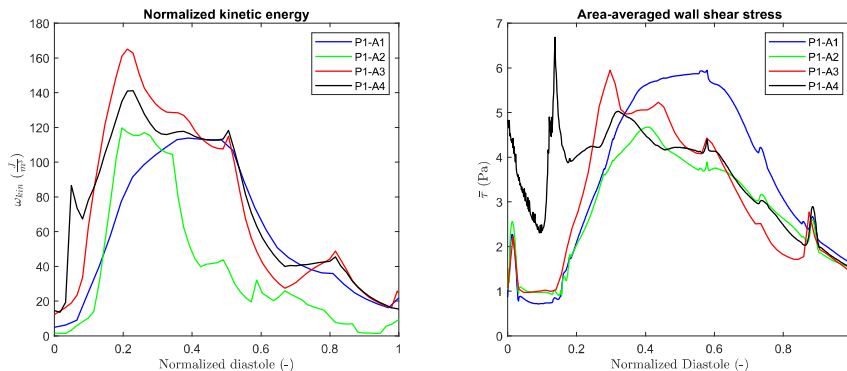 Normalized kinetic energy
180
160
140
120
100
80
60
40
20
0
0
0.2
0.4
0.6
0.8
1
ω_kin (J/m³)
Normalized diastole (-)
P1-A1
P1-A2
P1-A3
P1-A4
Area-averaged wall shear stress
7
6
5
4
3
2
1
0
0
0.2
0.4
0.6
0.8
τ̅ (Pa)
Normalized Diastole (-)
P1-A1
P1-A2
P1-A3
P1-A4